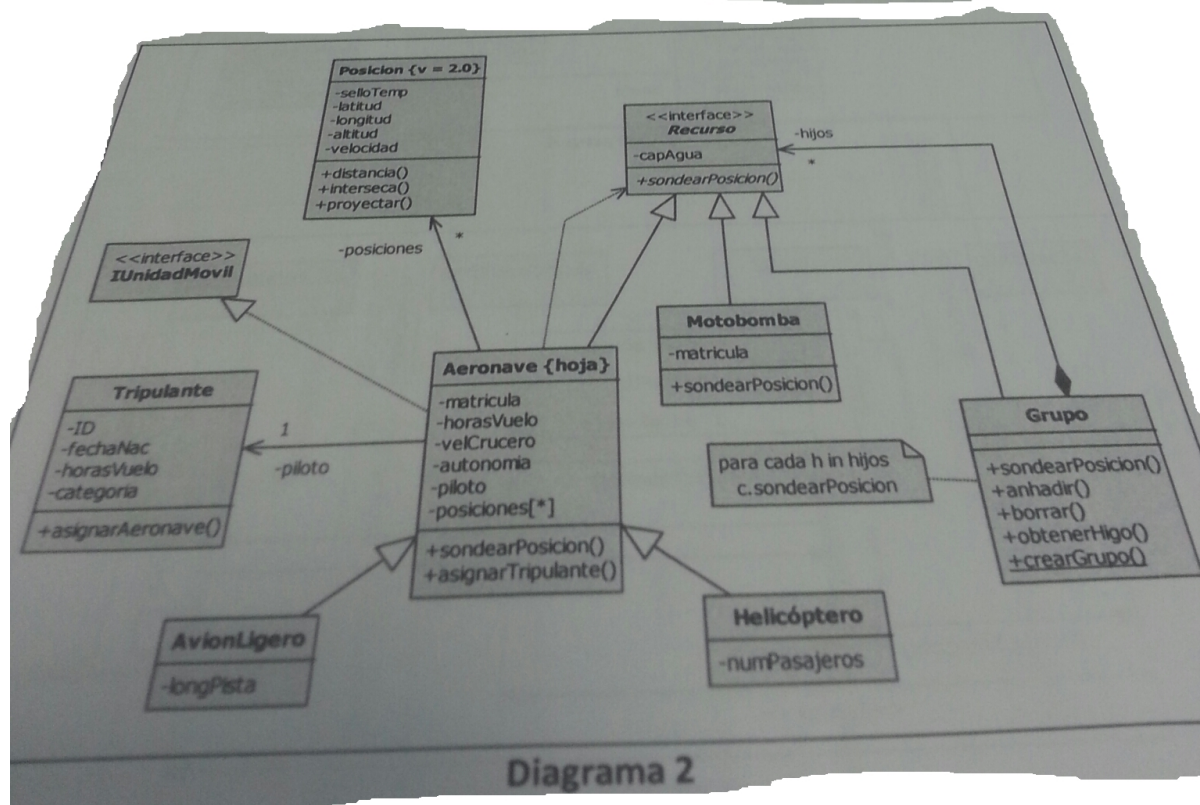 Posicion {v = 2.0}
-selloTemp
-latitud
-longitud
-altitud
-velocidad
+distancia()
+interseca()
+proyectar()
<<interface>>
Recurso
-capAgua
+sondearPosicion()
-hijos
*
-posiciones
*
<<interface>>
IUnidadMovil
Motobomba
-matricula
+sondearPosicion()
Aeronave {hoja}
-matricula
-horasVuelo
-velCrucero
-autonomia
-piloto
-posiciones[*]
+sondearPosicion()
+asignarTripulante()
Tripulante
-ID
-fechaNac
-horasVuelo
-categoria
+asignarAeronave()
1
-piloto
Grupo
+sondearPosicion()
+anhadir()
+borrar()
+obtenerHigo()
+crearGrupo()
para cada h in hijos
c.sondearPosicion
AvionLigero
-longPista
Helicóptero
-numPasajeros
Diagrama 2